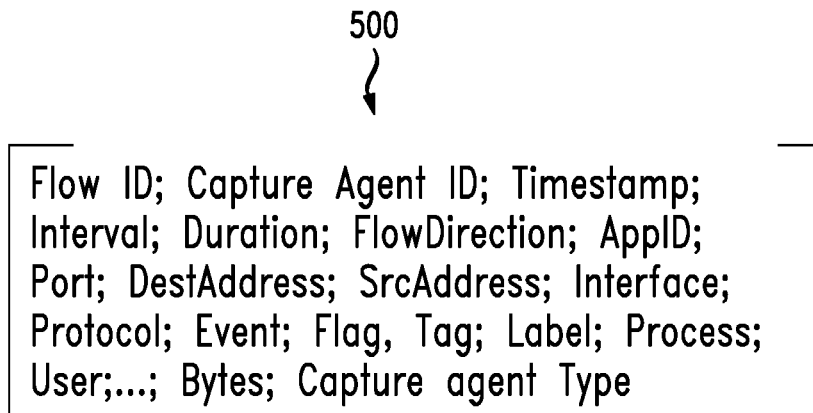 500
Flow ID; Capture Agent ID; Timestamp;
Interval; Duration; FlowDirection; AppID;
Port; DestAddress; SrcAddress; Interface;
Protocol; Event; Flag, Tag; Label; Process;
User;...; Bytes; Capture agent Type